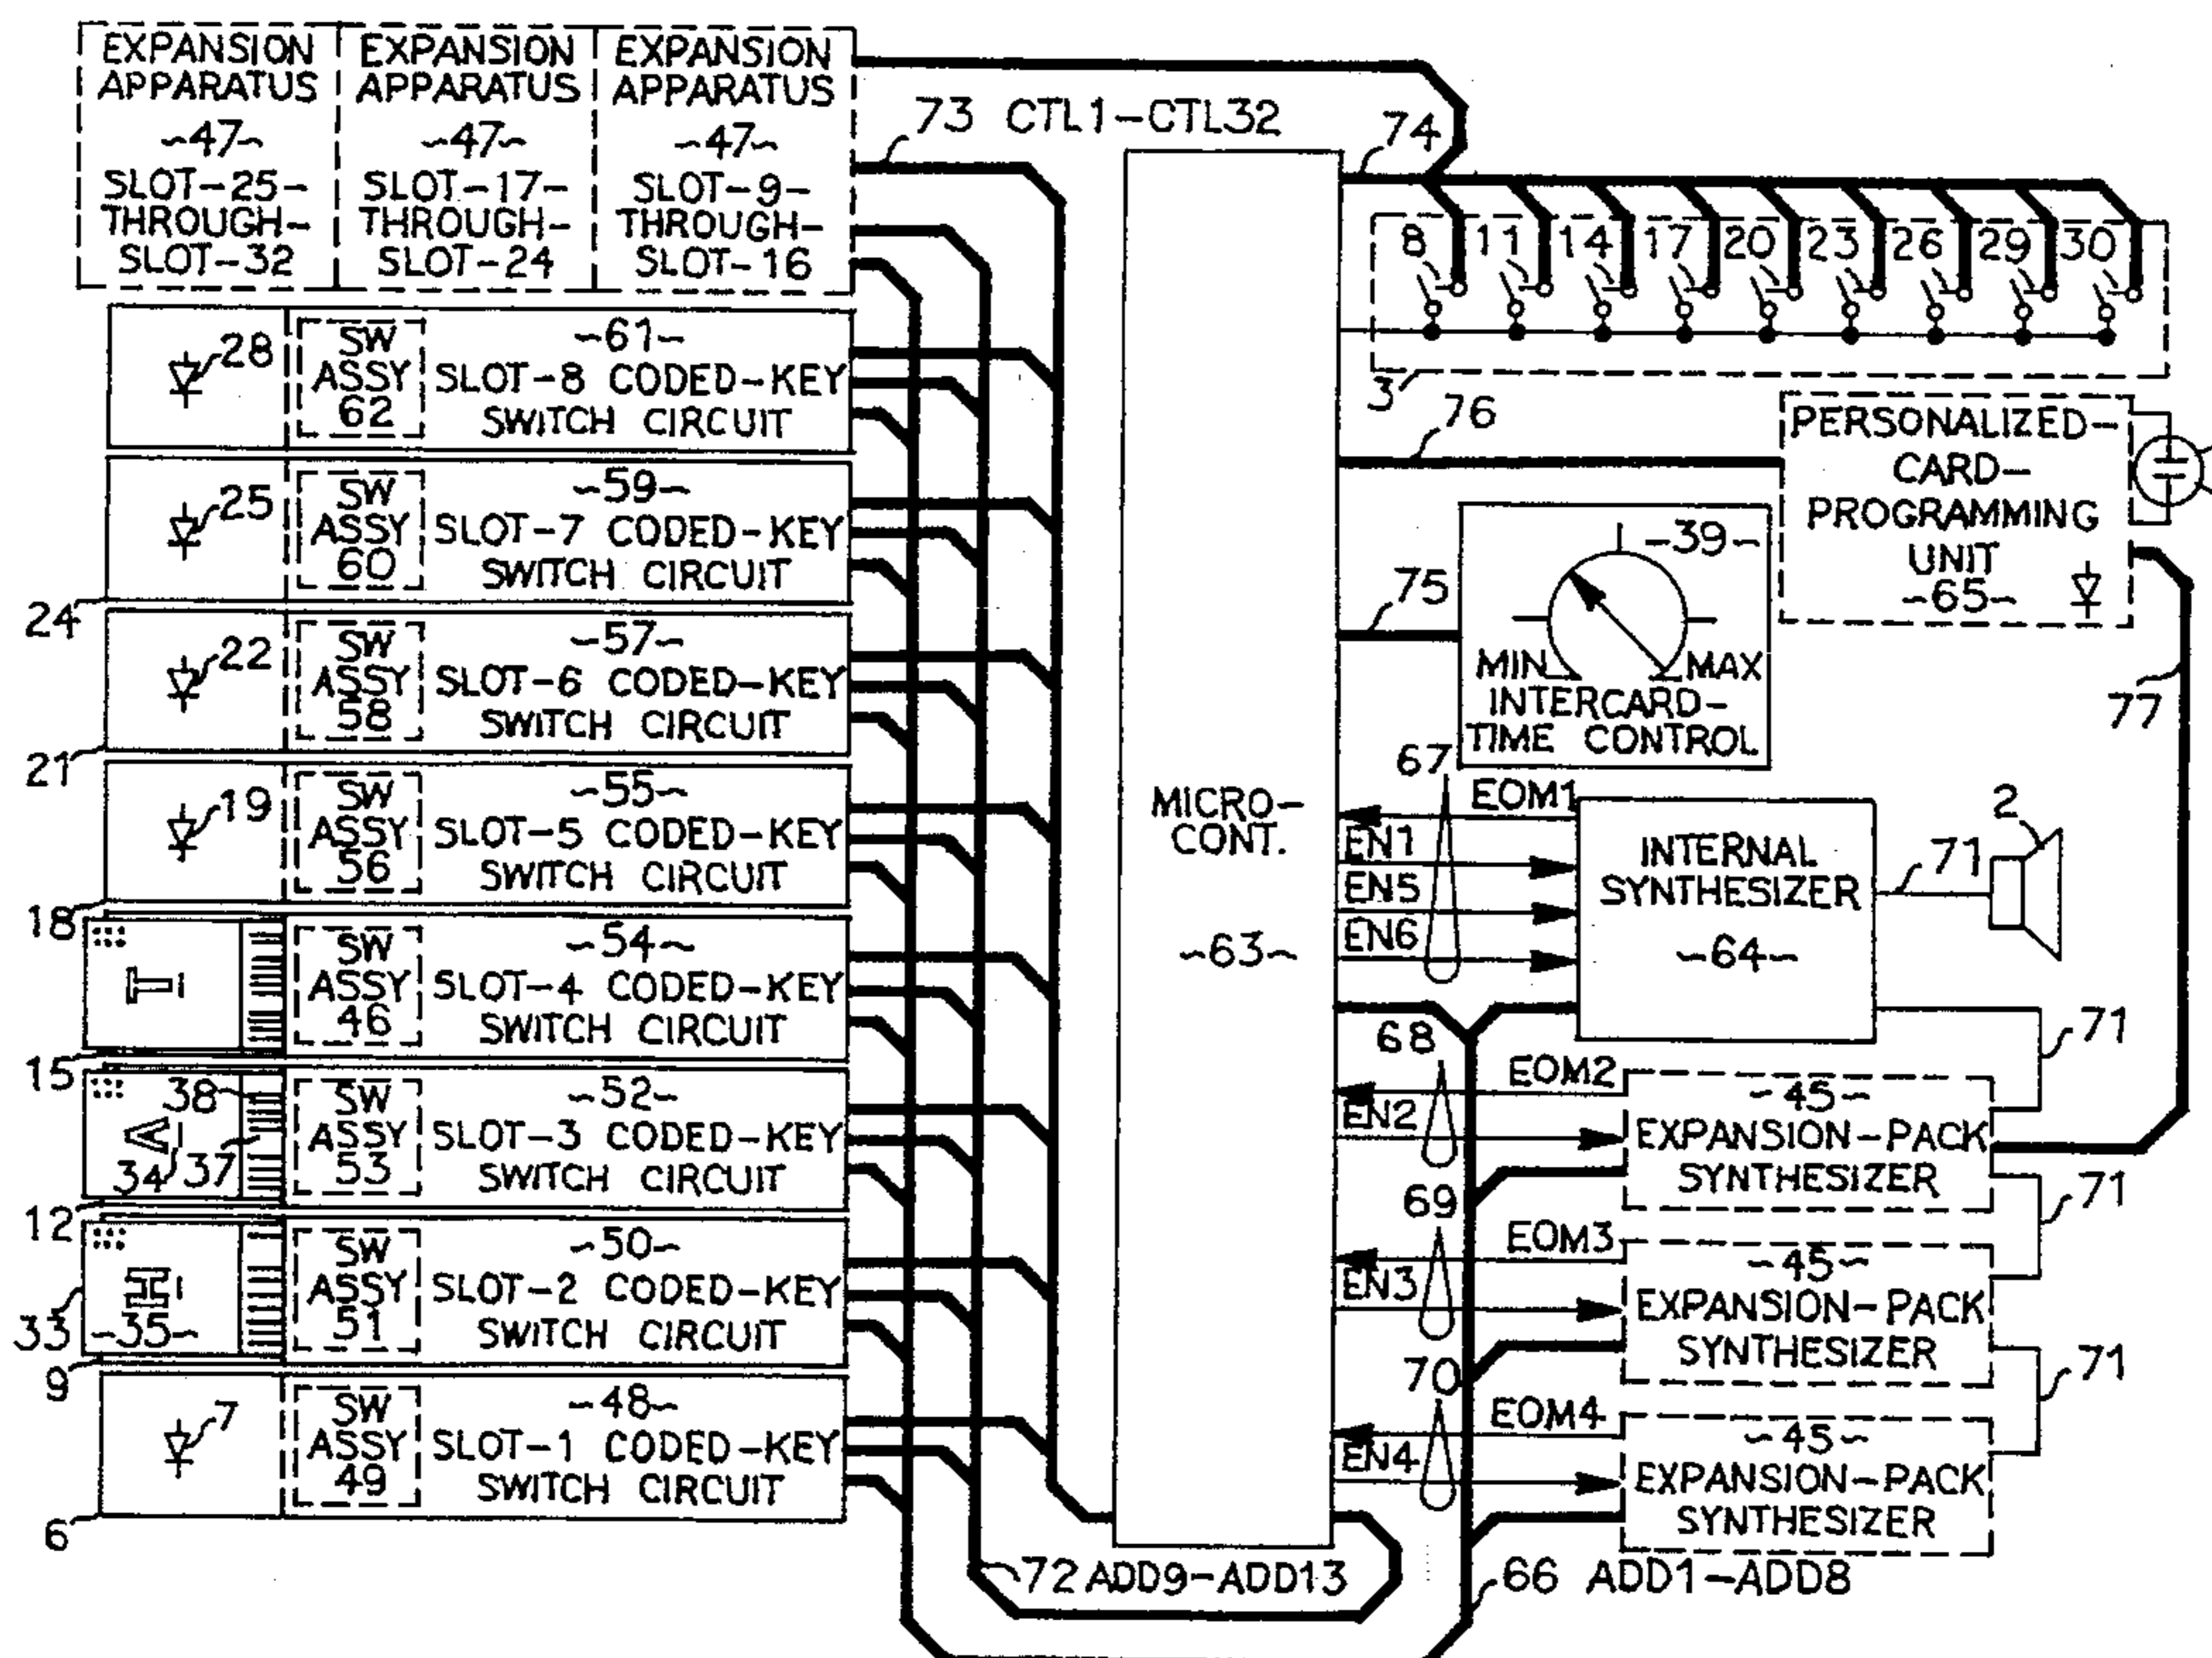 EXPANSION
APPARATUS
~47~
SLOT-25-
THROUGH-
SLOT-32
EXPANSION
APPARATUS
~47~
SLOT-17-
THROUGH-
SLOT-24
EXPANSION
APPARATUS
~47~
SLOT-9-
THROUGH-
SLOT-16
73 CTL1-CTL32
74
8 11 14 17 20 23 26 29 30
3
28
SW
ASSY
62
~61~
SLOT-8 CODED-KEY
SWITCH CIRCUIT
25
SW
ASSY
60
~59~
SLOT-7 CODED-KEY
SWITCH CIRCUIT
24
22
SW
ASSY
58
~57~
SLOT-6 CODED-KEY
SWITCH CIRCUIT
21
19
SW
ASSY
56
~55~
SLOT-5 CODED-KEY
SWITCH CIRCUIT
18
T
SW
ASSY
46
~54~
SLOT-4 CODED-KEY
SWITCH CIRCUIT
15
38
A
34 37
SW
ASSY
53
~52~
SLOT-3 CODED-KEY
SWITCH CIRCUIT
12
H
33 ~35~
SW
ASSY
51
~50~
SLOT-2 CODED-KEY
SWITCH CIRCUIT
9
7
SW
ASSY
49
~48~
SLOT-1 CODED-KEY
SWITCH CIRCUIT
6
MICRO-
CONT.
~63~
76
PERSONALIZED-
CARD-
PROGRAMMING
UNIT
~65~
75
-39-
MIN MAX
INTERCARD-
TIME CONTROL
77
67
EOM1
EN1
EN5
EN6
INTERNAL
SYNTHESIZER
~64~
71
2
71
68
EOM2
EN2
~45~
EXPANSION-PACK
SYNTHESIZER
71
69
EOM3
EN3
~45~
EXPANSION-PACK
SYNTHESIZER
71
70
EOM4
EN4
~45~
EXPANSION-PACK
SYNTHESIZER
72 ADD9-ADD13
66 ADD1-ADD8